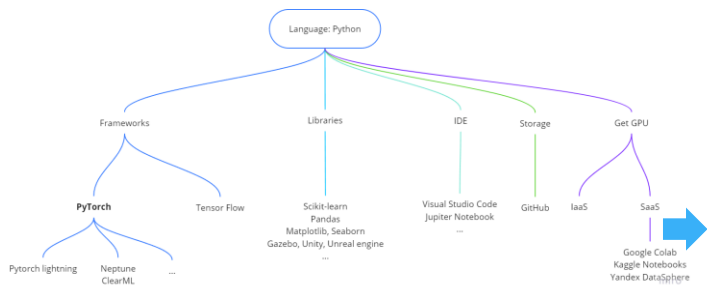 Language: Python
Frameworks
Libraries
IDE
Storage
Get GPU
PyTorch
Tensor Flow
Scikit-learn
Pandas
Matplotlib, Seaborn
Gazebo, Unity, Unreal engine
...
Visual Studio Code
Jupiter Notebook
...
GitHub
IaaS
SaaS
Pytorch lightning
Neptune
ClearML
...
Google Colab
Kaggle Notebooks
Yandex DataSphere
miro